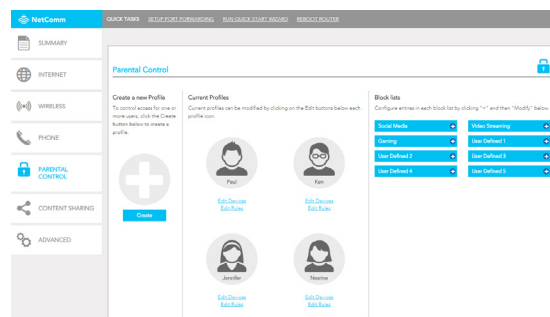 NetComm
QUICK TASKS SETUP PORT FORWARDING RUN QUICK START WIZARD REBOOT ROUTER
SUMMARY
INTERNET
WIRELESS
PHONE
PARENTAL
CONTROL
CONTENT SHARING
ADVANCED
Parental Control
Create a new Profile
To control access for one or
more users, click the Create
button below to create a
profile.
Create
Current Profiles
Current profiles can be modified by clicking on the Edit buttons below each
profile icon.
Paul
Edit Devices
Edit Rules
Ken
Edit Devices
Edit Rules
Jennifer
Edit Devices
Edit Rules
Nearine
Edit Devices
Edit Rules
Block lists
Configure entries in each block list by clicking "+" and then "Modify" below.
Social Media
Video Streaming
Gaming
User Defined 1
User Defined 2
User Defined 3
User Defined 4
User Defined 5